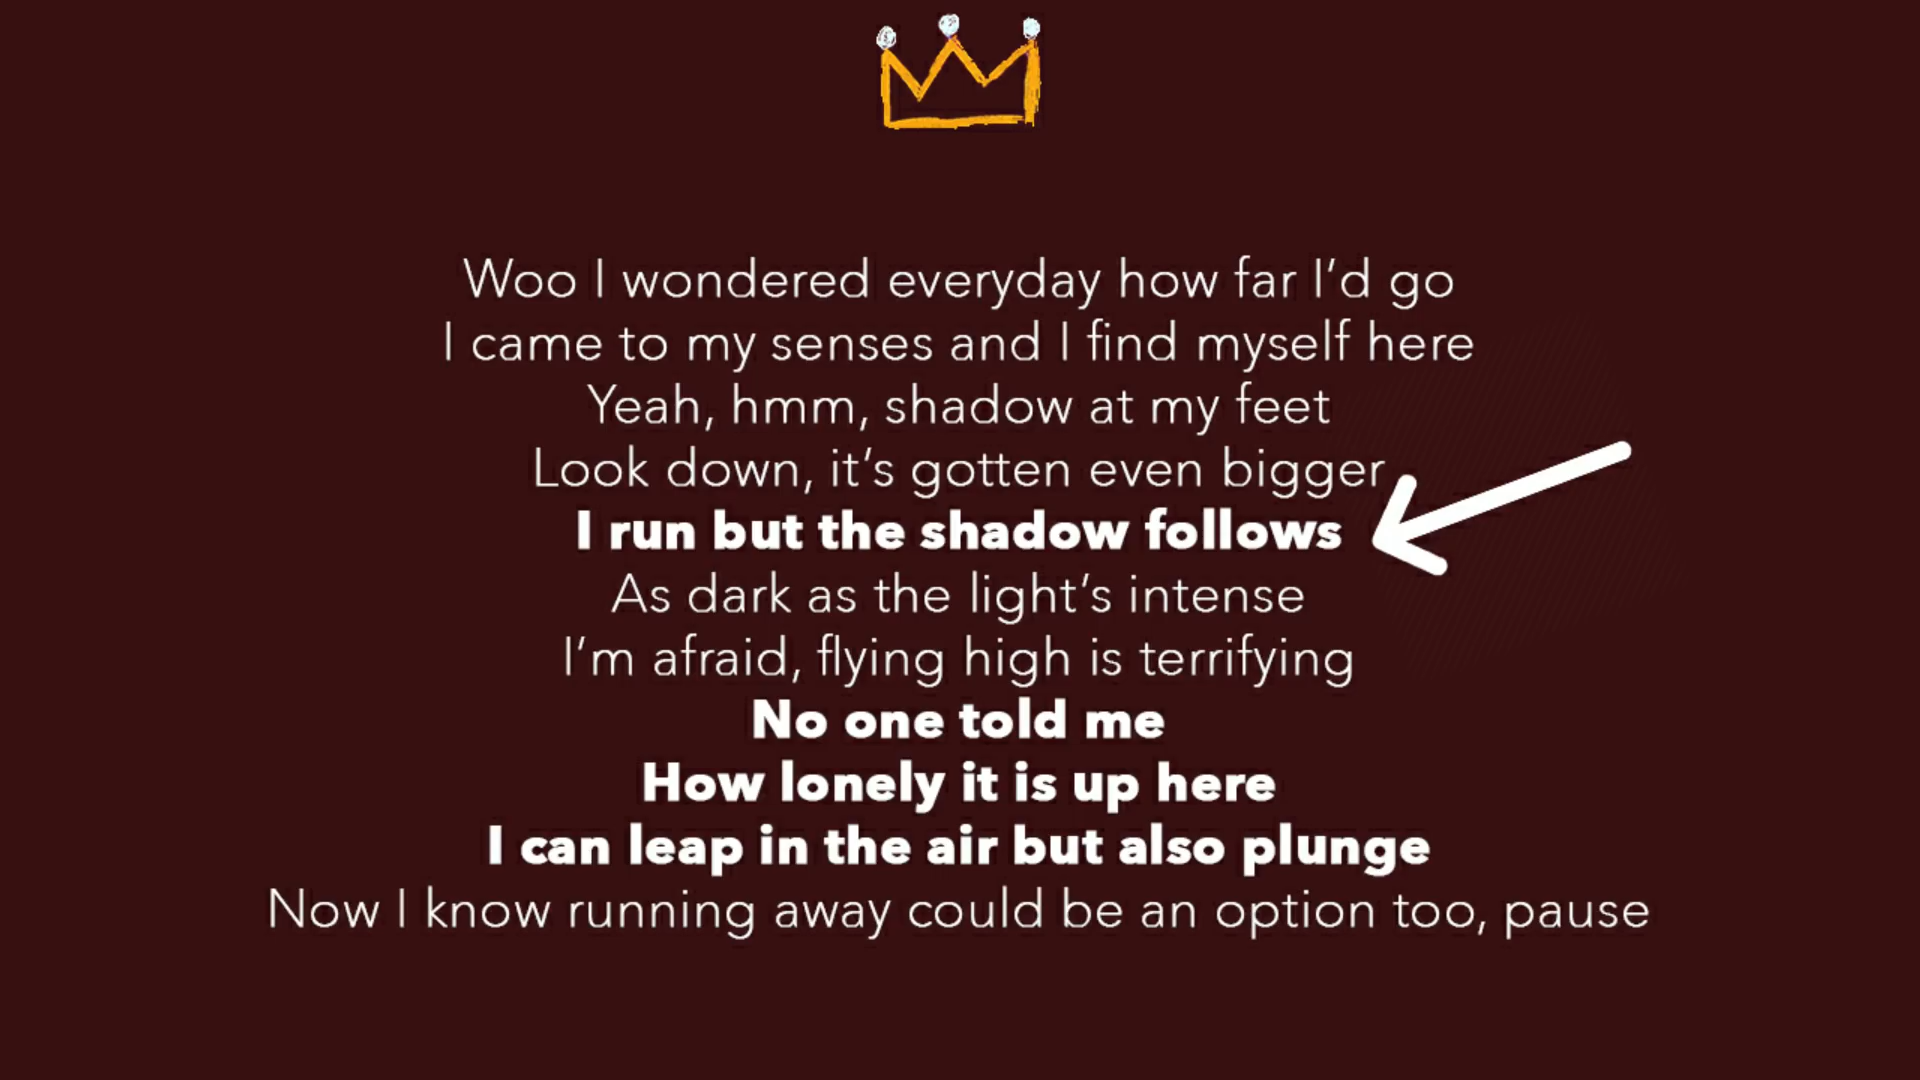 Woo I wondered everyday how far I’d go
I came to my senses and I find myself here
Yeah, hmm, shadow at my feet
Look down, it’s gotten even bigger
I run but the shadow follows
As dark as the light’s intense
I’m afraid, flying high is terrifying
No one told me
How lonely it is up here
I can leap in the air but also plunge
Now I know running away could be an option too, pause